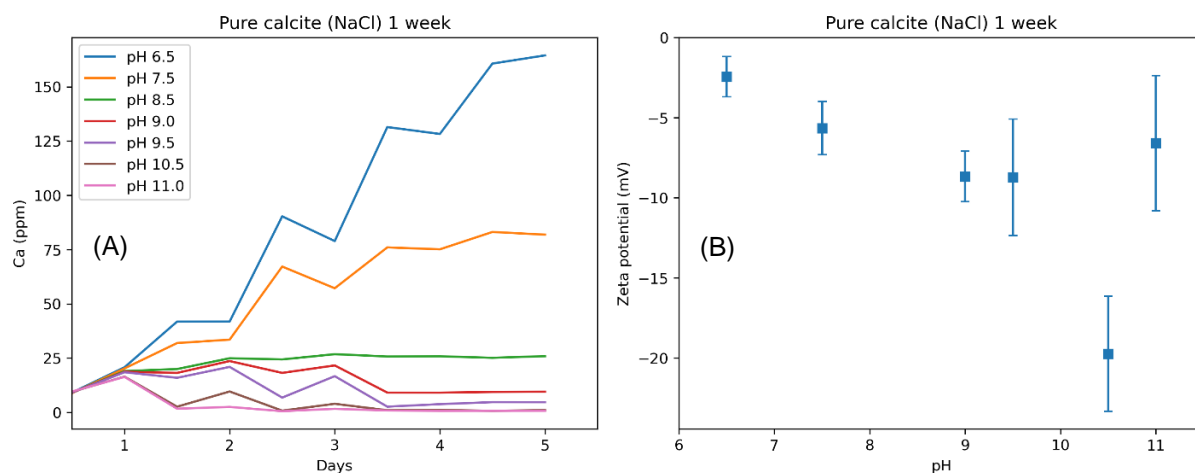 Pure calcite (NaCl) 1 week
150
125
100
75
50
25
0
Ca (ppm)
pH 6.5
pH 7.5
pH 8.5
pH 9.0
pH 9.5
pH 10.5
pH 11.0
(A)
1 2 3 4 5
Days
Pure calcite (NaCl) 1 week
0
−5
−10
−15
−20
Zeta potential (mV)
(B)
6 7 8 9 10 11
pH